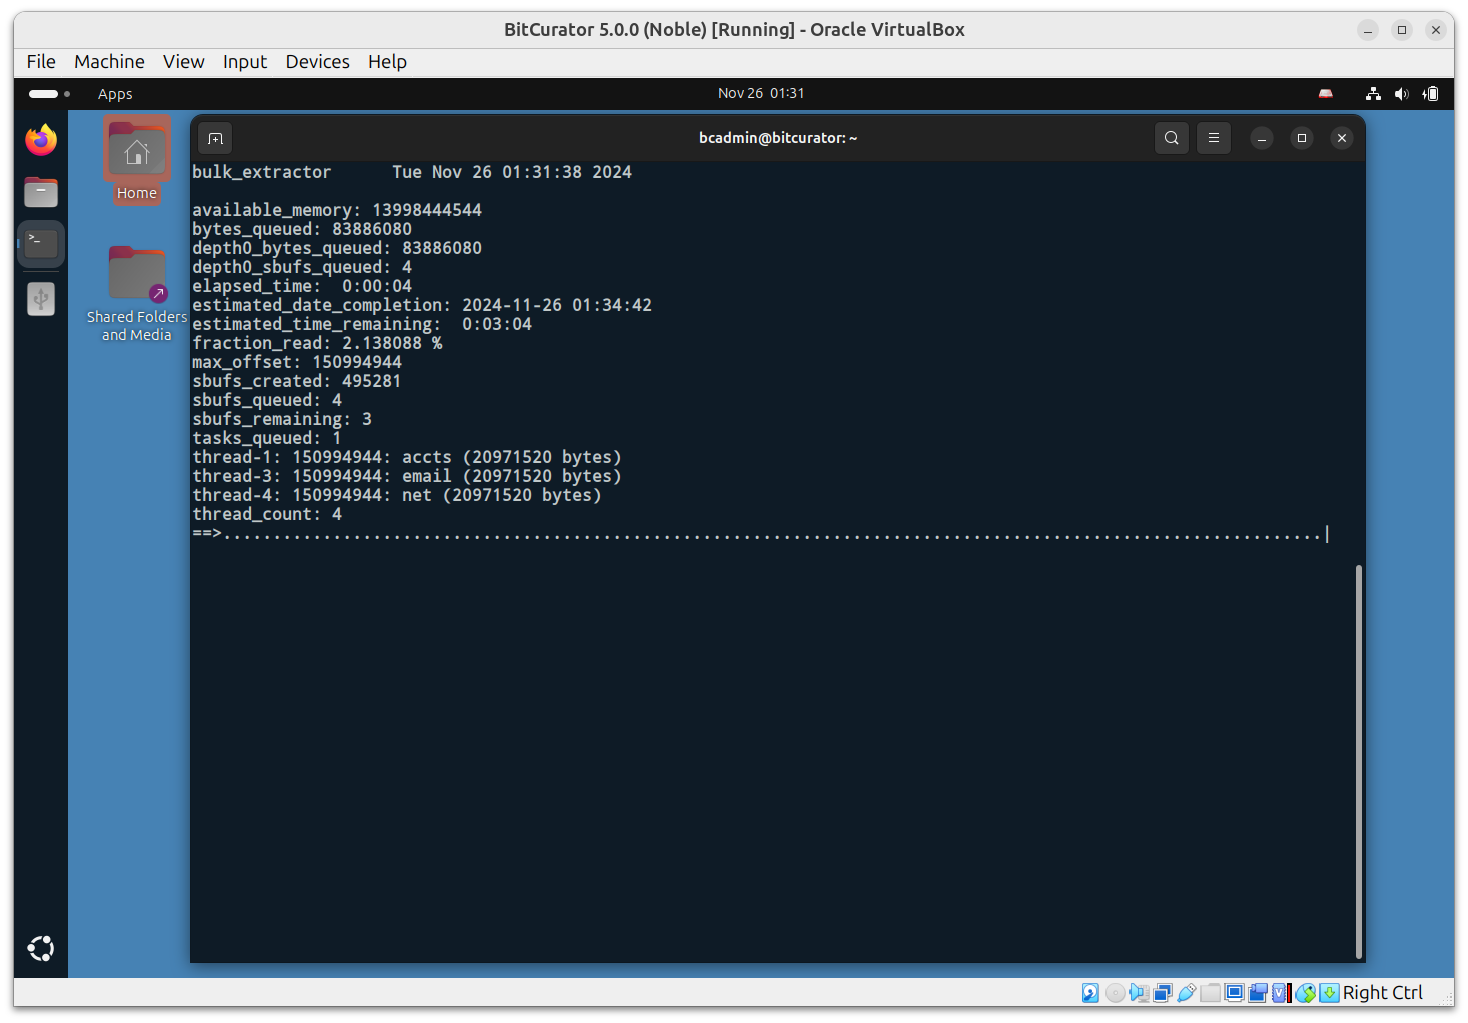 BitCurator 5.0.0 (Noble) [Running] - Oracle VirtualBox
File Machine View Input Devices Help
Apps
Nov 26 01:31
bcadmin@bitcurator: ~
Home
Shared Folders
and Media
bulk_extractor      Tue Nov 26 01:31:38 2024
available_memory: 13998444544
bytes_queued: 83886080
depth0_bytes_queued: 83886080
depth0_sbufs_queued: 4
elapsed_time:  0:00:04
estimated_date_completion: 2024-11-26 01:34:42
estimated_time_remaining:  0:03:04
fraction_read: 2.138088 %
max_offset: 150994944
sbufs_created: 495281
sbufs_queued: 4
sbufs_remaining: 3
tasks_queued: 1
thread-1: 150994944: accts (20971520 bytes)
thread-3: 150994944: email (20971520 bytes)
thread-4: 150994944: net (20971520 bytes)
thread_count: 4
==>..............................................................................................................|
Right Ctrl